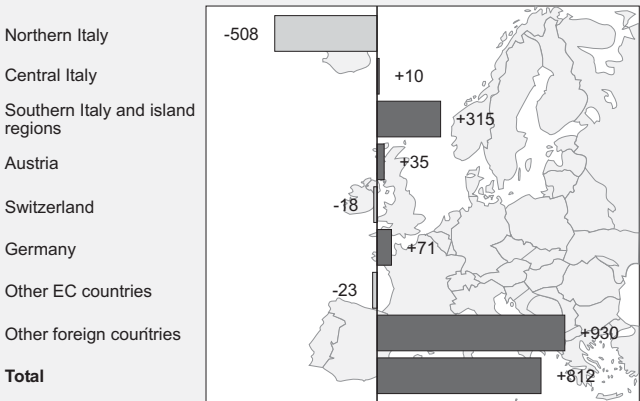 Northern Italy -508
Central Italy +10
Southern Italy and island
regions +315
Austria +35
Switzerland -18
Germany +71
Other EC countries -23
Other foreign countries +930
Total +812